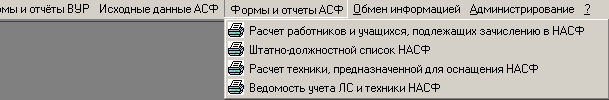 мы и отчёты ВУР Исходные данные АСФ Формы и отчеты АСФ Обмен информацией Администрирование ?
Расчет работников и учащихся, подлежащих зачислению в НАСФ
Штатно-должностной список НАСФ
Расчет техники, предназначенной для оснащения НАСФ
Ведомость учета ЛС и техники НАСФ